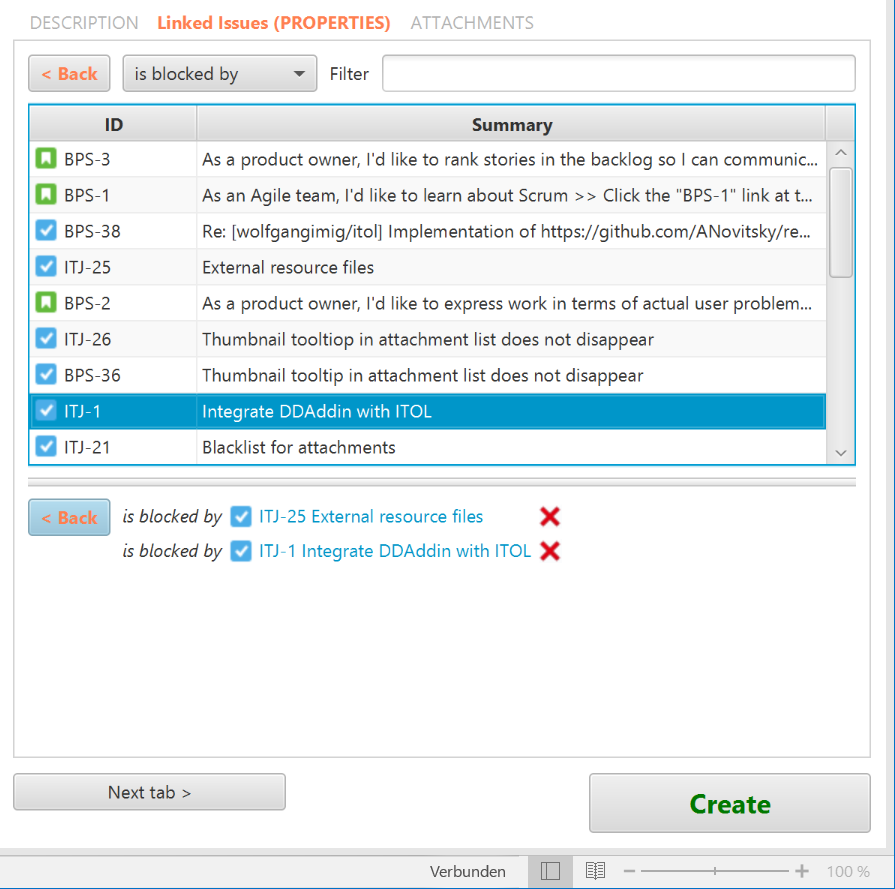 DESCRIPTION Linked Issues (PROPERTIES) ATTACHMENTS
< Back is blocked by Filter
ID Summary
BPS-3 As a product owner, I'd like to rank stories in the backlog so I can communic...
BPS-1 As an Agile team, I'd like to learn about Scrum >> Click the "BPS-1" link at t...
BPS-38 Re: [wolfgangimig/itol] Implementation of https://github.com/ANovitsky/re...
ITJ-25 External resource files
BPS-2 As a product owner, I'd like to express work in terms of actual user problem...
ITJ-26 Thumbnail tooltiop in attachment list does not disappear
BPS-36 Thumbnail tooltip in attachment list does not disappear
ITJ-1 Integrate DDAddin with ITOL
ITJ-21 Blacklist for attachments
< Back is blocked by ITJ-25 External resource files
is blocked by ITJ-1 Integrate DDAddin with ITOL
Next tab > Create
Verbunden 100 %